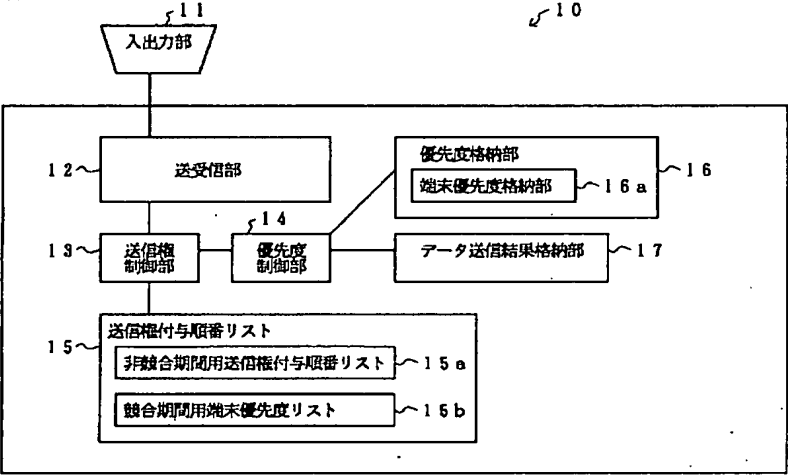 11
10
入出力部
12
送受信部
優先度格納部
16
端末優先度格納部
16a
14
13
送信権
制御部
優先度
制御部
データ送信結果格納部
17
15
送信権付与順番リスト
非競合期間用送信権付与順番リスト
15a
競合期間用端末優先度リスト
15b